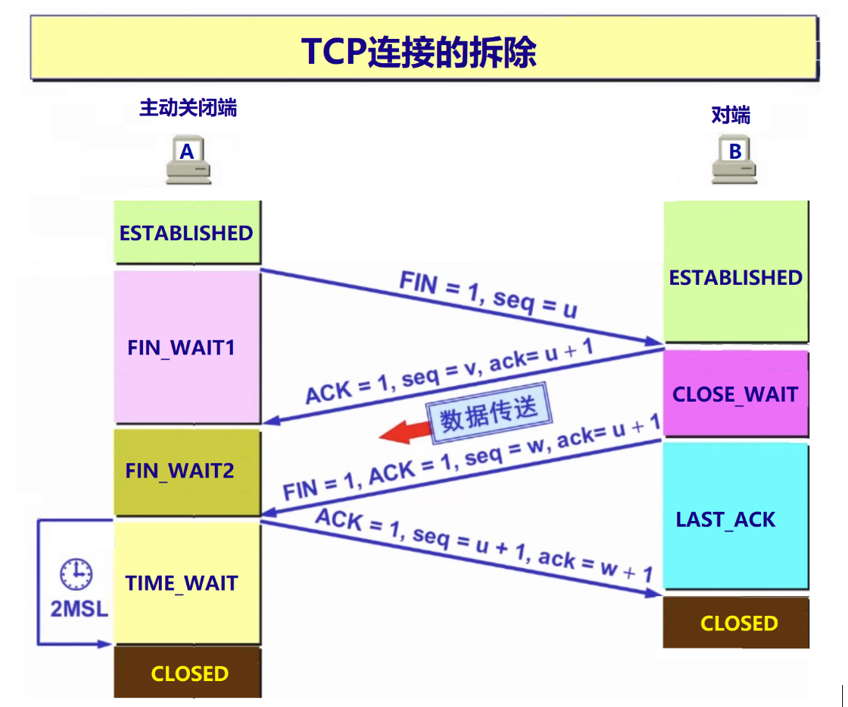 TCP连接的拆除
主动关闭端
对端
A
B
ESTABLISHED
ESTABLISHED
FIN = 1, seq = u
FIN_WAIT1
ACK = 1, seq = v, ack= u + 1
CLOSE_WAIT
数据传送
FIN = 1, ACK = 1, seq = w, ack= u + 1
FIN_WAIT2
ACK = 1, seq = u + 1, ack = w + 1
LAST_ACK
TIME_WAIT
2MSL
CLOSED
CLOSED